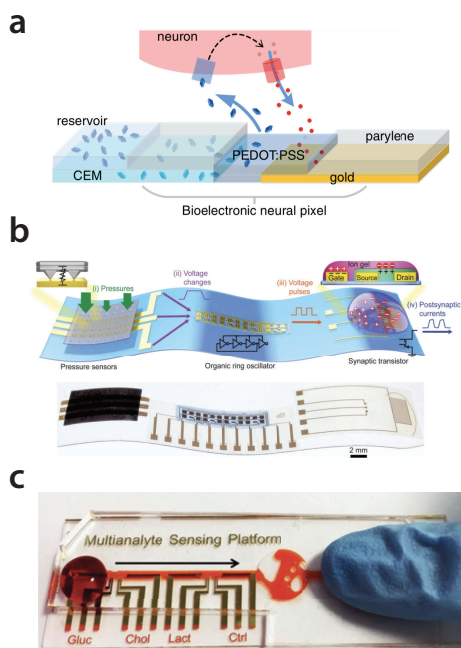 a
neuron
reservoir
PEDOT:PSS
parylene
CEM
gold
Bioelectronic neural pixel
b
Ion gel
(i) Pressures
(ii) Voltage
changes
(iii) Voltage
pulses
Gate
Source
Drain
(iv) Postsynaptic
currents
Pressure sensors
Organic ring oscillator
Synaptic transistor
2 mm
c
Multianalyte Sensing Platform
Gluc
Chol
Lact
Ctrl